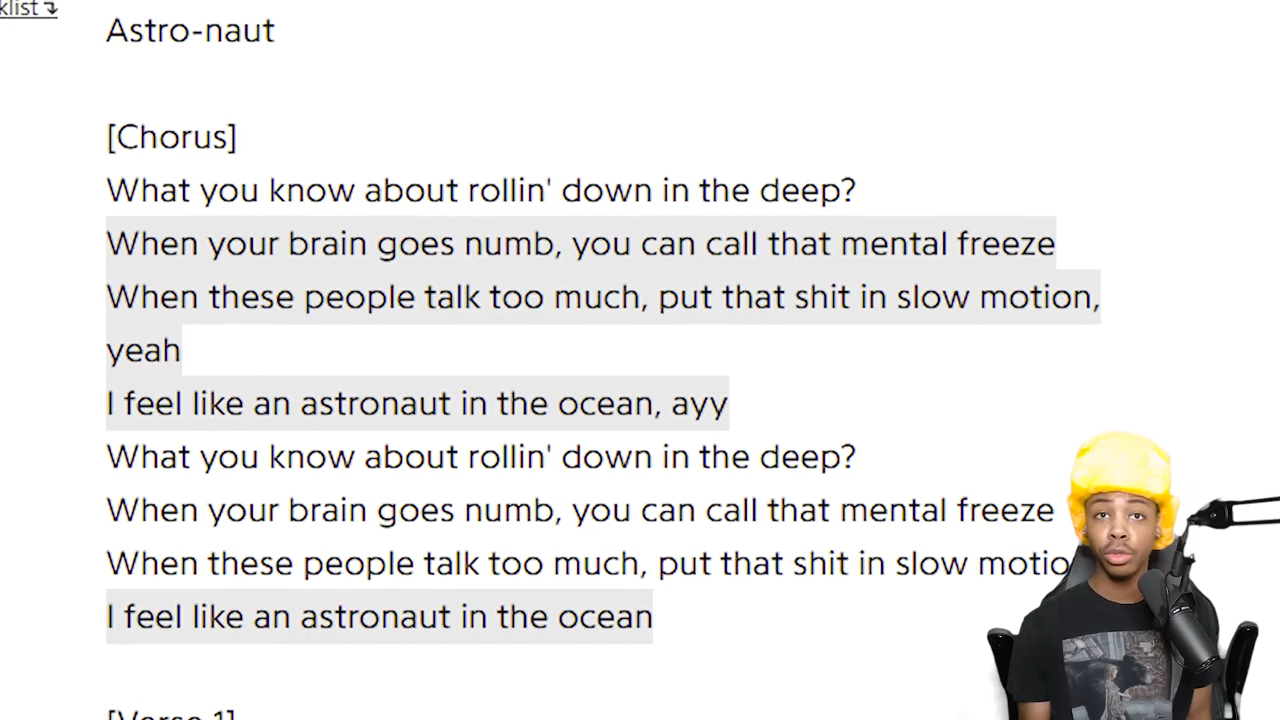 klist ↴
Astro-naut
[Chorus]
What you know about rollin' down in the deep?
When your brain goes numb, you can call that mental freeze
When these people talk too much, put that shit in slow motion,
yeah
I feel like an astronaut in the ocean, ayy
What you know about rollin' down in the deep?
When your brain goes numb, you can call that mental freeze
When these people talk too much, put that shit in slow motio
I feel like an astronaut in the ocean
[Verse 1]